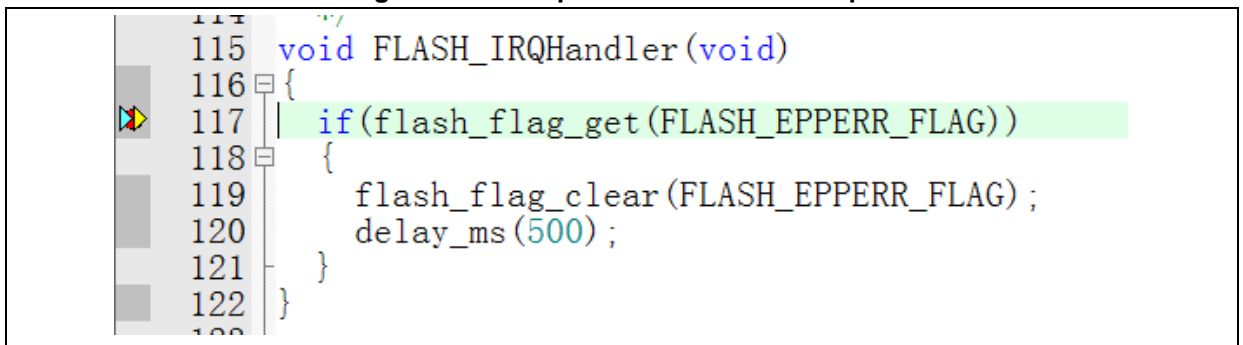 115 void FLASH_IRQHandler(void)
116 {
117 if(flash_flag_get(FLASH_EPPERR_FLAG))
118 {
119 flash_flag_clear(FLASH_EPPERR_FLAG);
120 delay_ms(500);
121 }
122 }